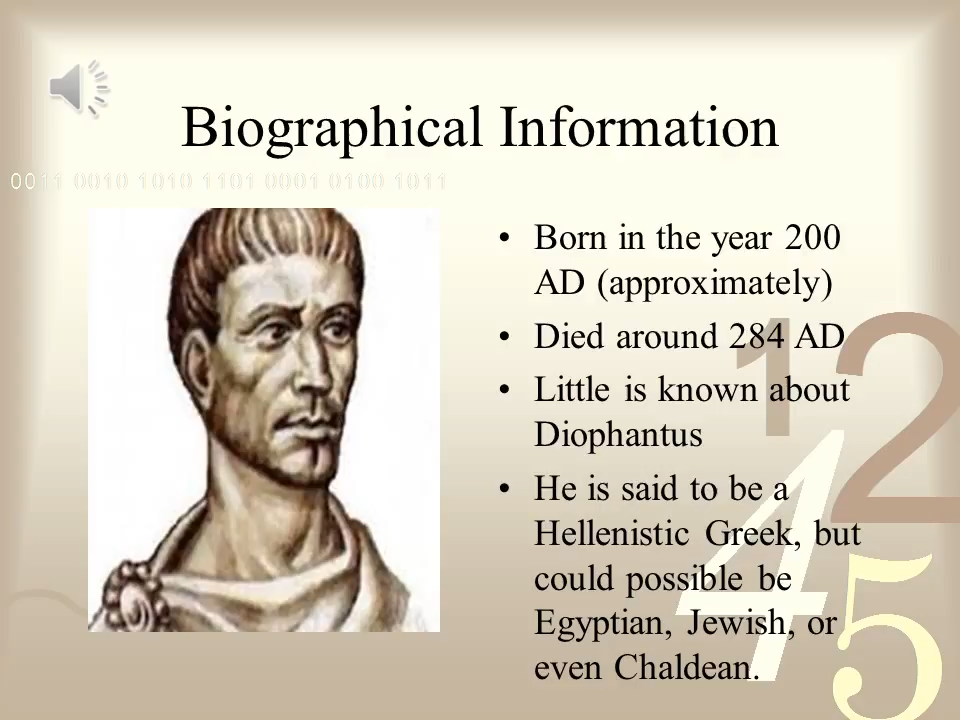 Biographical Information
0011 0010 1010 1101 0001 0100 1011
• Born in the year 200
AD (approximately)
• Died around 284 AD
• Little is known about
Diophantus
• He is said to be a
Hellenistic Greek, but
could possible be
Egyptian, Jewish, or
even Chaldean.
1 2
4 5